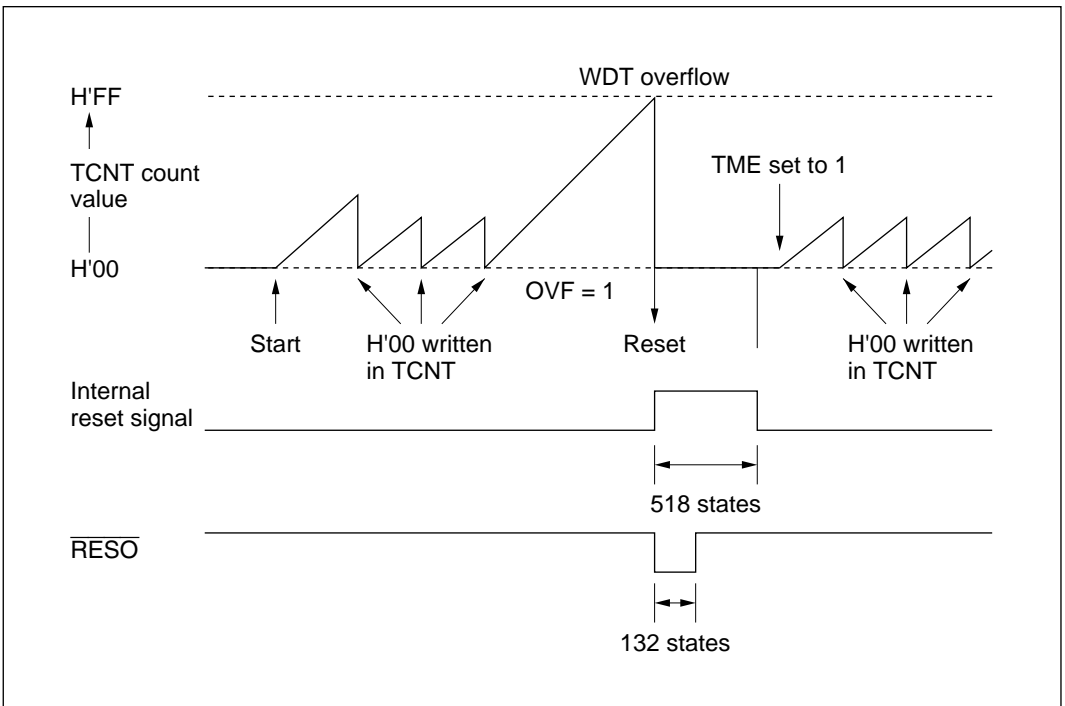 WDT overflow
H'FF
TCNT count
value
TME set to 1
H'00
OVF = 1
Start
H'00 written
in TCNT
Reset
H'00 written
in TCNT
Internal
reset signal
518 states
RESO
132 states